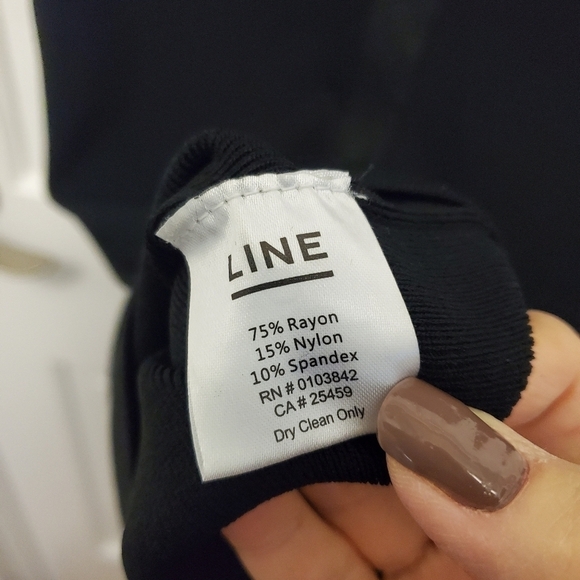 LINE
75% Rayon
15% Nylon
10% Spandex
RN # 0103842
CA # 25459
Dry Clean Only